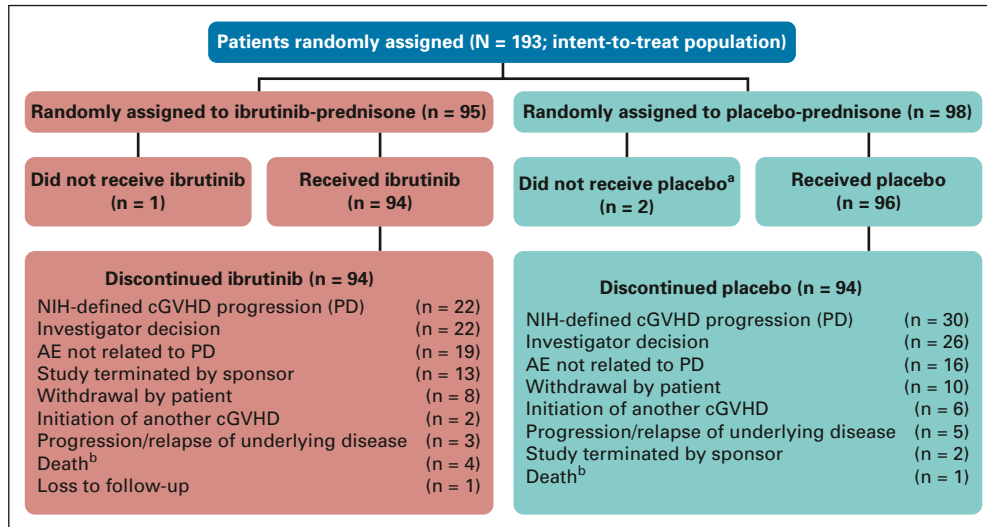 Patients randomly assigned (N = 193; intent-to-treat population)
Randomly assigned to ibrutinib-prednisone (n = 95)
Did not receive ibrutinib
(n = 1)
Received ibrutinib
(n = 94)
Discontinued ibrutinib (n = 94)
NIH-defined cGVHD progression (PD) (n = 22)
Investigator decision (n = 22)
AE not related to PD (n = 19)
Study terminated by sponsor (n = 13)
Withdrawal by patient (n = 8)
Initiation of another cGVHD (n = 2)
Progression/relapse of underlying disease (n = 3)
Deathb (n = 4)
Loss to follow-up (n = 1)
Randomly assigned to placebo-prednisone (n = 98)
Did not receive placeboa
(n = 2)
Received placebo
(n = 96)
Discontinued placebo (n = 94)
NIH-defined cGVHD progression (PD) (n = 30)
Investigator decision (n = 26)
AE not related to PD (n = 16)
Withdrawal by patient (n = 10)
Initiation of another cGVHD (n = 6)
Progression/relapse of underlying disease (n = 5)
Study terminated by sponsor (n = 2)
Deathb (n = 1)